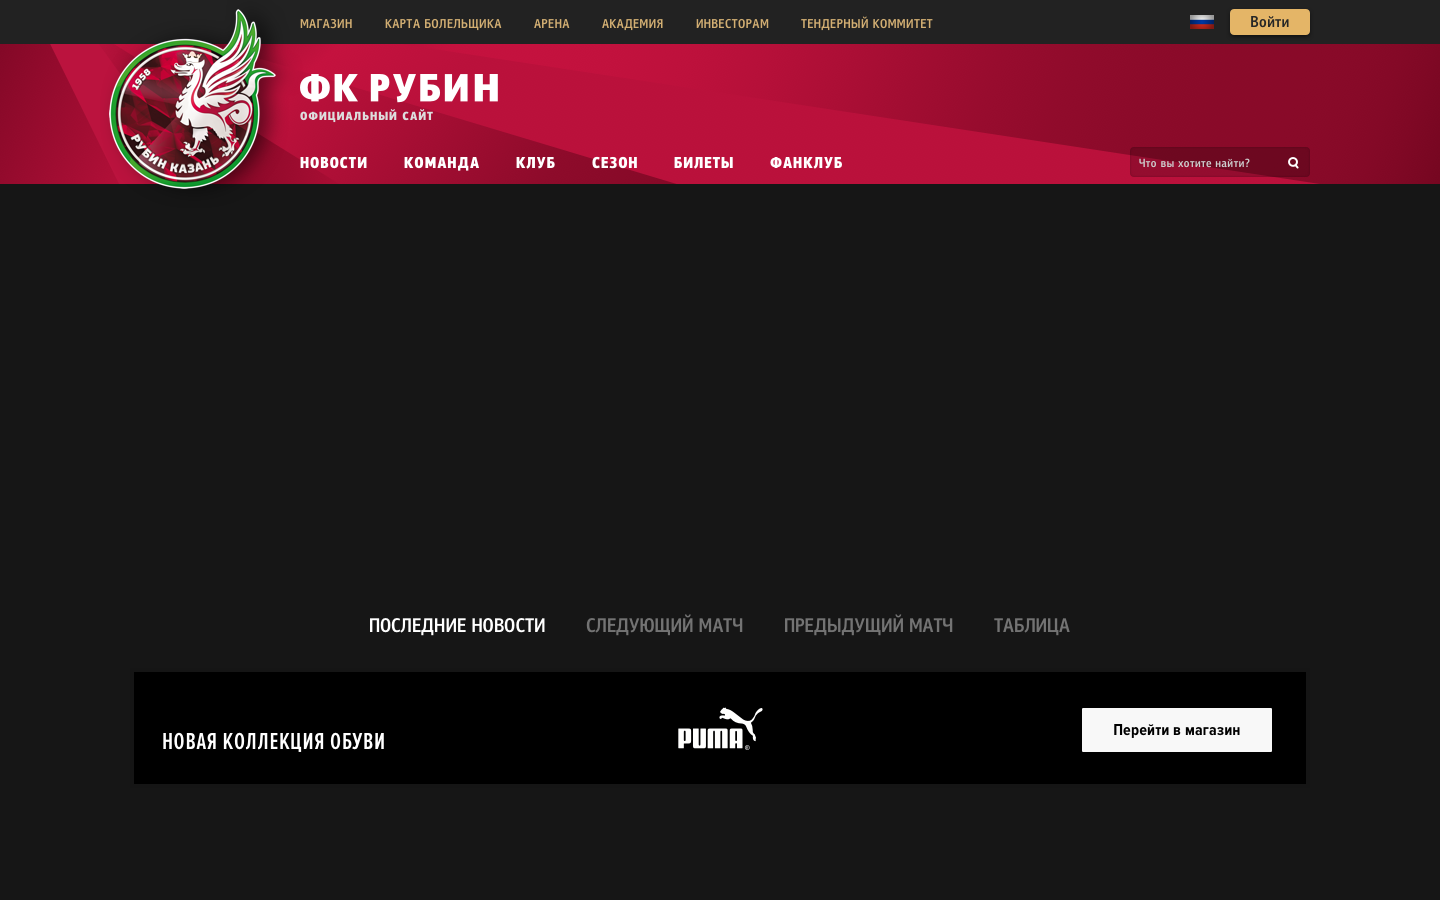 МАГАЗИН КАРТА БОЛЕЛЬЩИКА АРЕНА АКАДЕМИЯ ИНВЕСТОРАМ ТЕНДЕРНЫЙ КОММИТЕТ
Войти
1958
РУБИН КАЗАНЬ
ФК РУБИН
ОФИЦИАЛЬНЫЙ САЙТ
НОВОСТИ КОМАНДА КЛУБ СЕЗОН БИЛЕТЫ ФАНКЛУБ
Что вы хотите найти?
ПОСЛЕДНИЕ НОВОСТИ СЛЕДУЮЩИЙ МАТЧ ПРЕДЫДУЩИЙ МАТЧ ТАБЛИЦА
НОВАЯ КОЛЛЕКЦИЯ ОБУВИ
PUMA®
Перейти в магазин